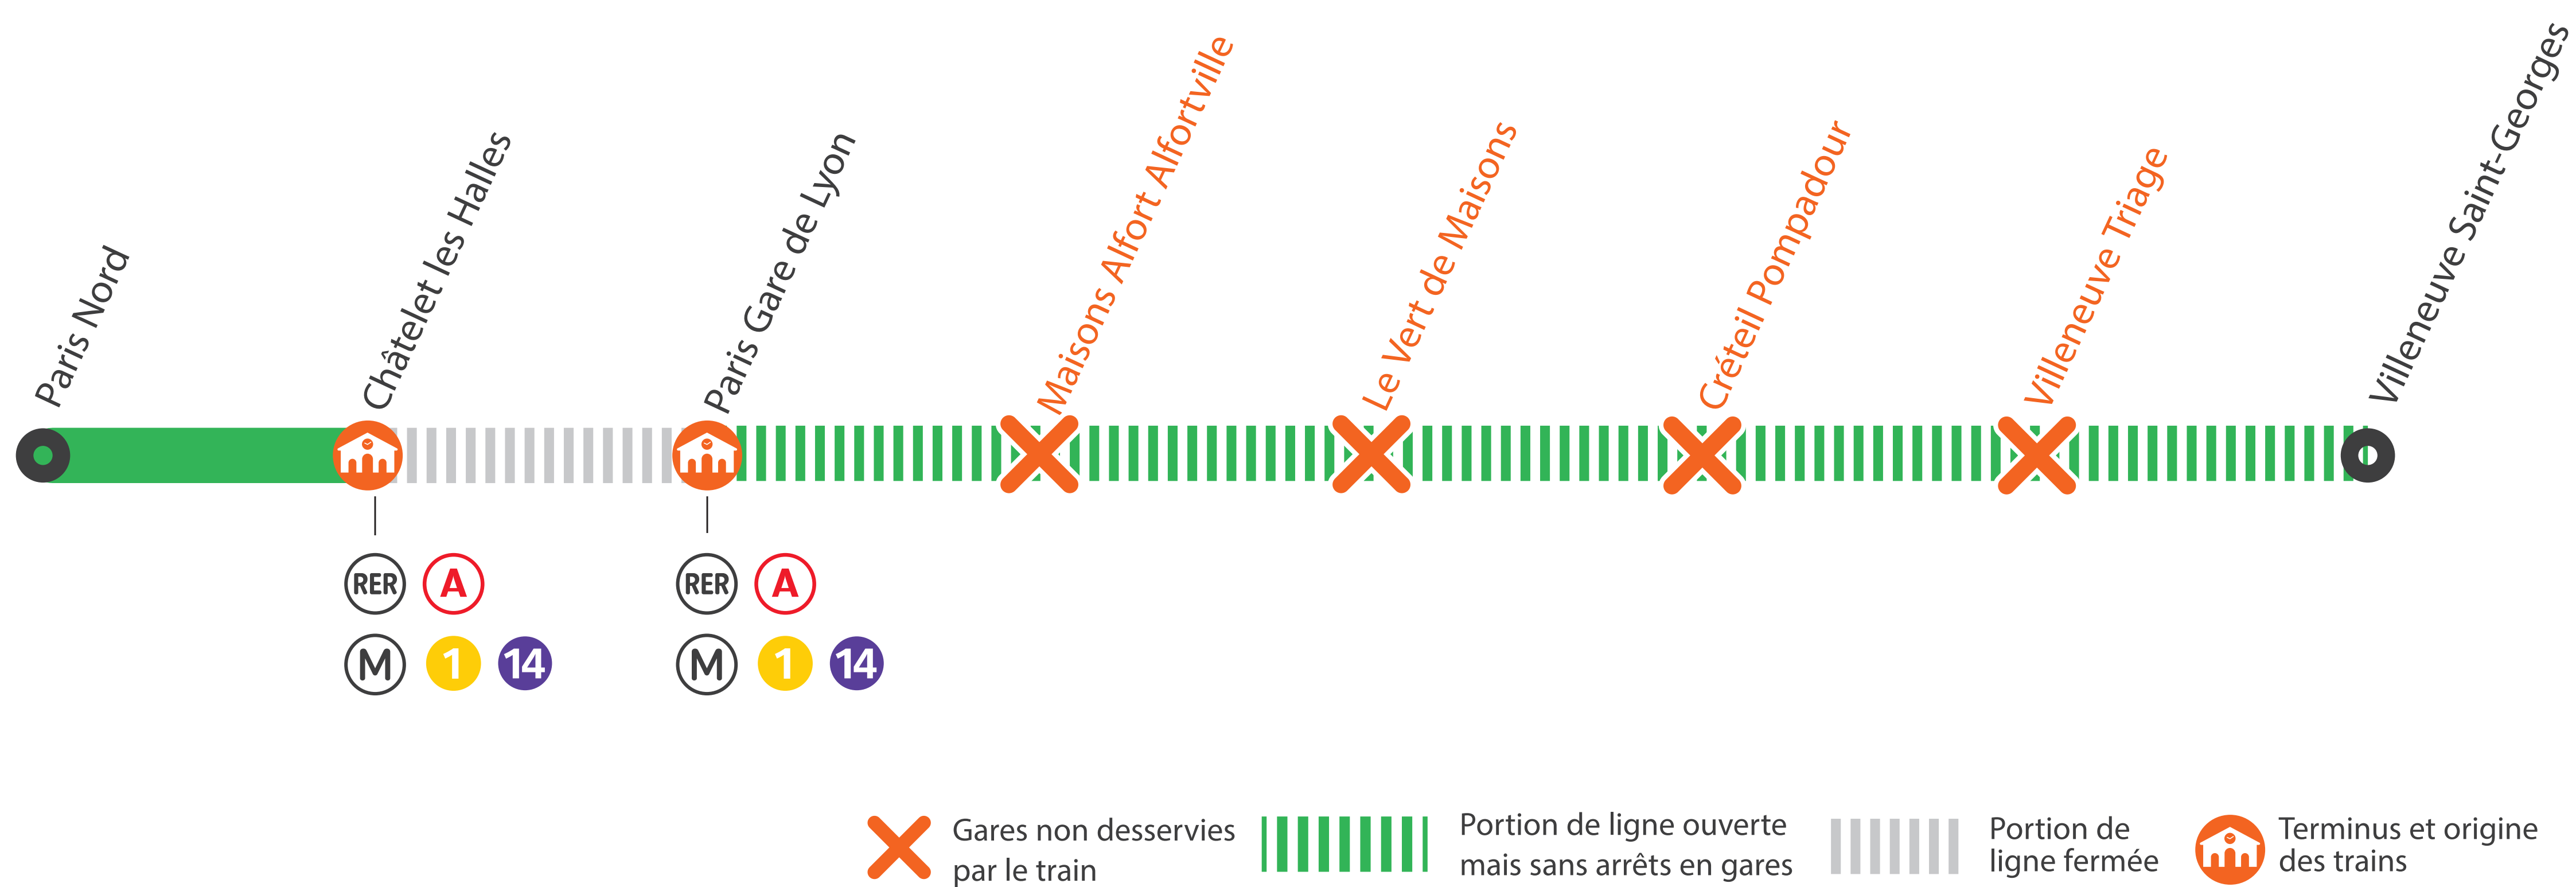 Paris Nord
Châtelet les Halles
Paris Gare de Lyon
Maisons Alfort Alfortville
Le Vert de Maisons
Créteil Pompadour
Villeneuve Triage
Villeneuve Saint-Georges
RER A
M 1 14
RER A
M 1 14
Gares non desservies
par le train
Portion de ligne ouverte
mais sans arrêts en gares
Portion de
ligne fermée
Terminus et origine
des trains